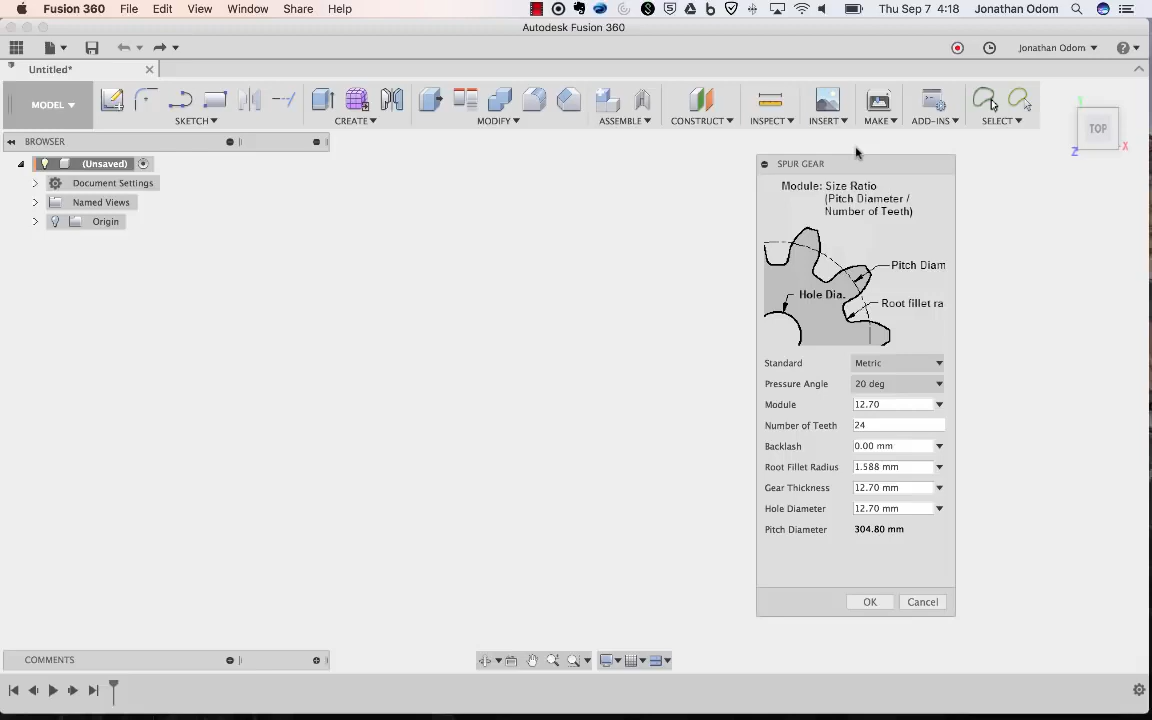 Fusion 360 File Edit View Window Share Help Thu Sep 7 4:18 Jonathan Odom
Autodesk Fusion 360
Jonathan Odom
Untitled*
MODEL SKETCH CREATE MODIFY ASSEMBLE CONSTRUCT INSPECT INSERT MAKE ADD-INS SELECT
TOP
X
Z
BROWSER
(Unsaved)
Document Settings
Named Views
Origin
SPUR GEAR
Module: Size Ratio
(Pitch Diameter /
Number of Teeth)
Pitch Diam
Hole Dia.
Root fillet ra
Standard Metric
Pressure Angle 20 deg
Module 12.70
Number of Teeth 24
Backlash 0.00 mm
Root Fillet Radius 1.588 mm
Gear Thickness 12.70 mm
Hole Diameter 12.70 mm
Pitch Diameter 304.80 mm
OK Cancel
COMMENTS